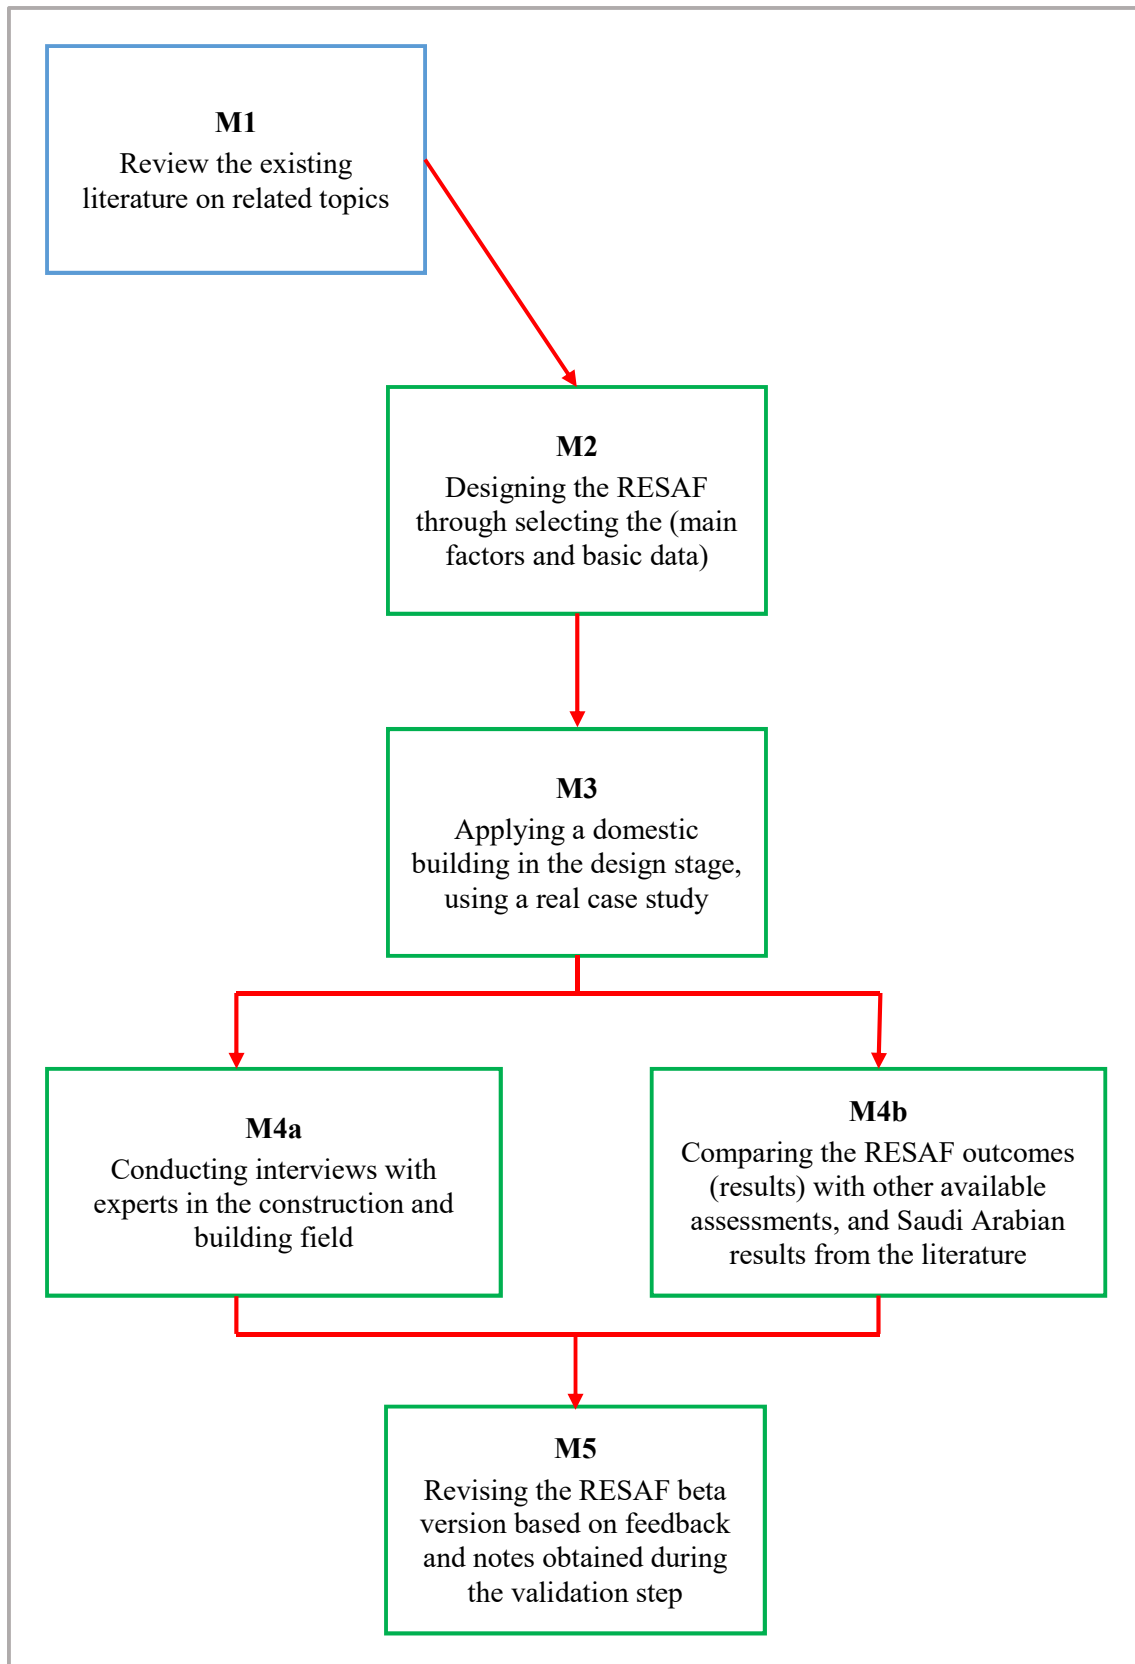 M1
Review the existing
literature on related topics
M2
Designing the RESAF
through selecting the (main
factors and basic data)
M3
Applying a domestic
building in the design stage,
using a real case study
M4a
Conducting interviews with
experts in the construction and
building field
M4b
Comparing the RESAF outcomes
(results) with other available
assessments, and Saudi Arabian
results from the literature
M5
Revising the RESAF beta
version based on feedback
and notes obtained during
the validation step